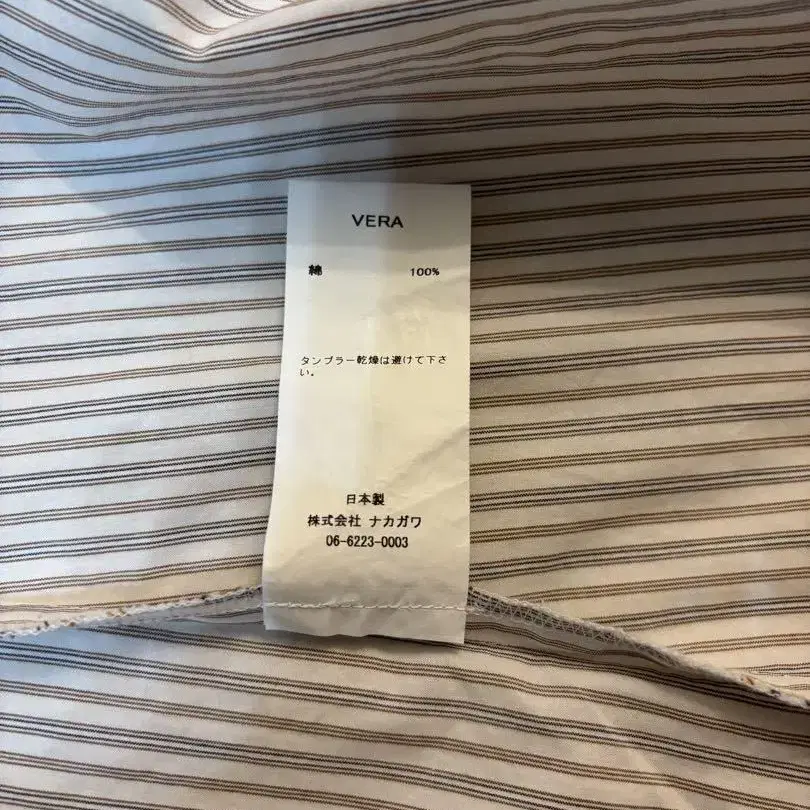 VERA
綿 100%
タンブラー乾燥は避けて下さ
い。
日本製
株式会社 ナカガワ
06-6223-0003